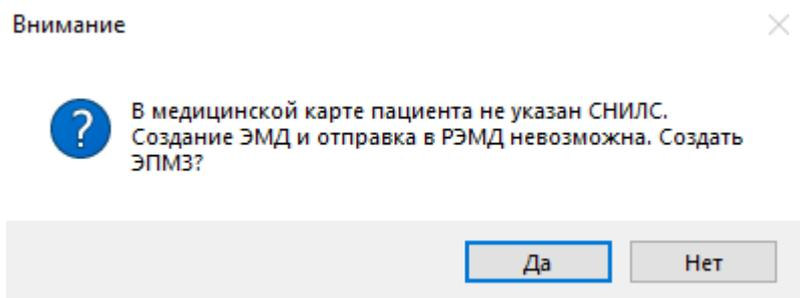 Внимание
В медицинской карте пациента не указан СНИЛС.
Создание ЭМД и отправка в РЭМД невозможна. Создать
ЭПМЗ?
Да
Нет